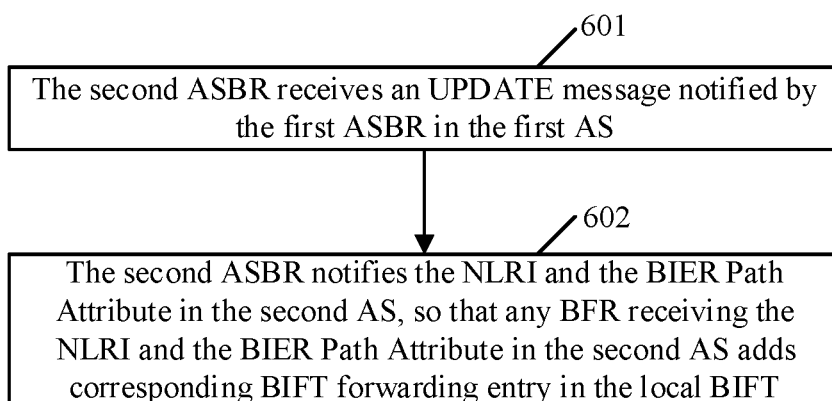 601
The second ASBR receives an UPDATE message notified by
the first ASBR in the first AS
602
The second ASBR notifies the NLRI and the BIER Path
Attribute in the second AS, so that any BFR receiving the
NLRI and the BIER Path Attribute in the second AS adds
corresponding BIFT forwarding entry in the local BIFT